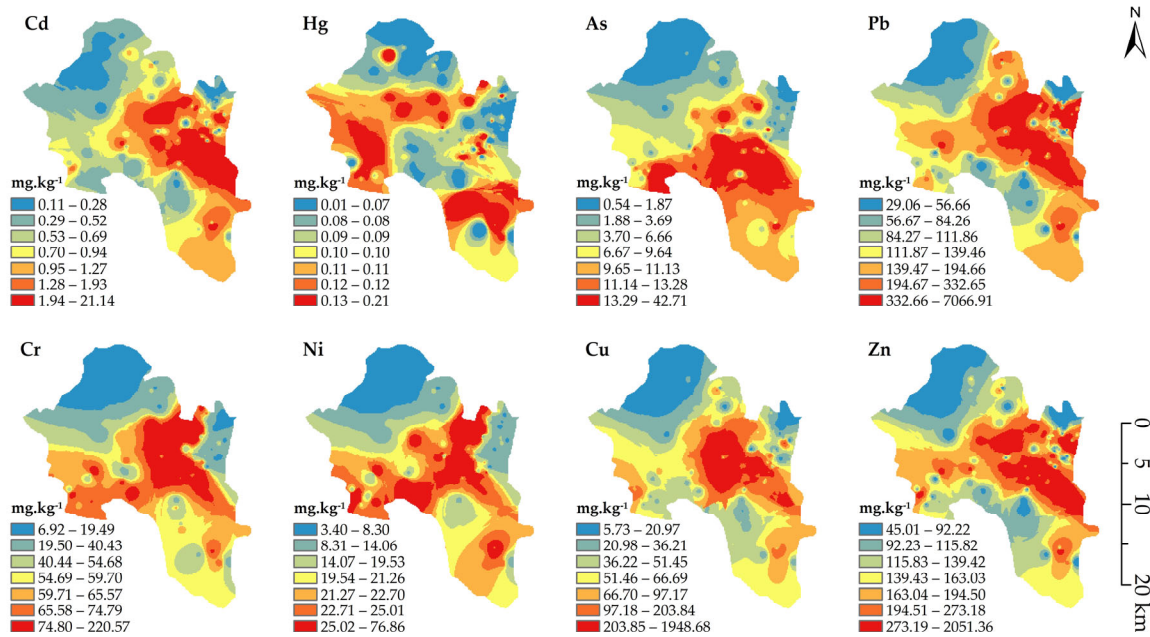 Cd
mg.kg-1
0.11 – 0.28
0.29 – 0.52
0.53 – 0.69
0.70 – 0.94
0.95 – 1.27
1.28 – 1.93
1.94 – 21.14
Hg
mg.kg-1
0.01 – 0.07
0.08 – 0.08
0.09 – 0.09
0.10 – 0.10
0.11 – 0.11
0.12 – 0.12
0.13 – 0.21
As
mg.kg-1
0.54 – 1.87
1.88 – 3.69
3.70 – 6.66
6.67 – 9.64
9.65 – 11.13
11.14 – 13.28
13.29 – 42.71
Pb
mg.kg-1
29.06 – 56.66
56.67 – 84.26
84.27 – 111.86
111.87 – 139.46
139.47 – 194.66
194.67 – 332.65
332.66 – 7066.91
N
Cr
mg.kg-1
6.92 – 19.49
19.50 – 40.43
40.44 – 54.68
54.69 – 59.70
59.71 – 65.57
65.58 – 74.79
74.80 – 220.57
Ni
mg.kg-1
3.40 – 8.30
8.31 – 14.06
14.07 – 19.53
19.54 – 21.26
21.27 – 22.70
22.71 – 25.01
25.02 – 76.86
Cu
mg.kg-1
5.73 – 20.97
20.98 – 36.21
36.22 – 51.45
51.46 – 66.69
66.70 – 97.17
97.18 – 203.84
203.85 – 1948.68
Zn
mg.kg-1
45.01 – 92.22
92.23 – 115.82
115.83 – 139.42
139.43 – 163.03
163.04 – 194.50
194.51 – 273.18
273.19 – 2051.36
0
5
10
20 km